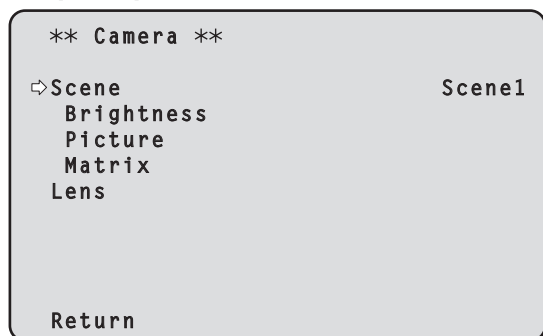 ** Camera **
⇨Scene Scene1
Brightness
Picture
Matrix
Lens
Return